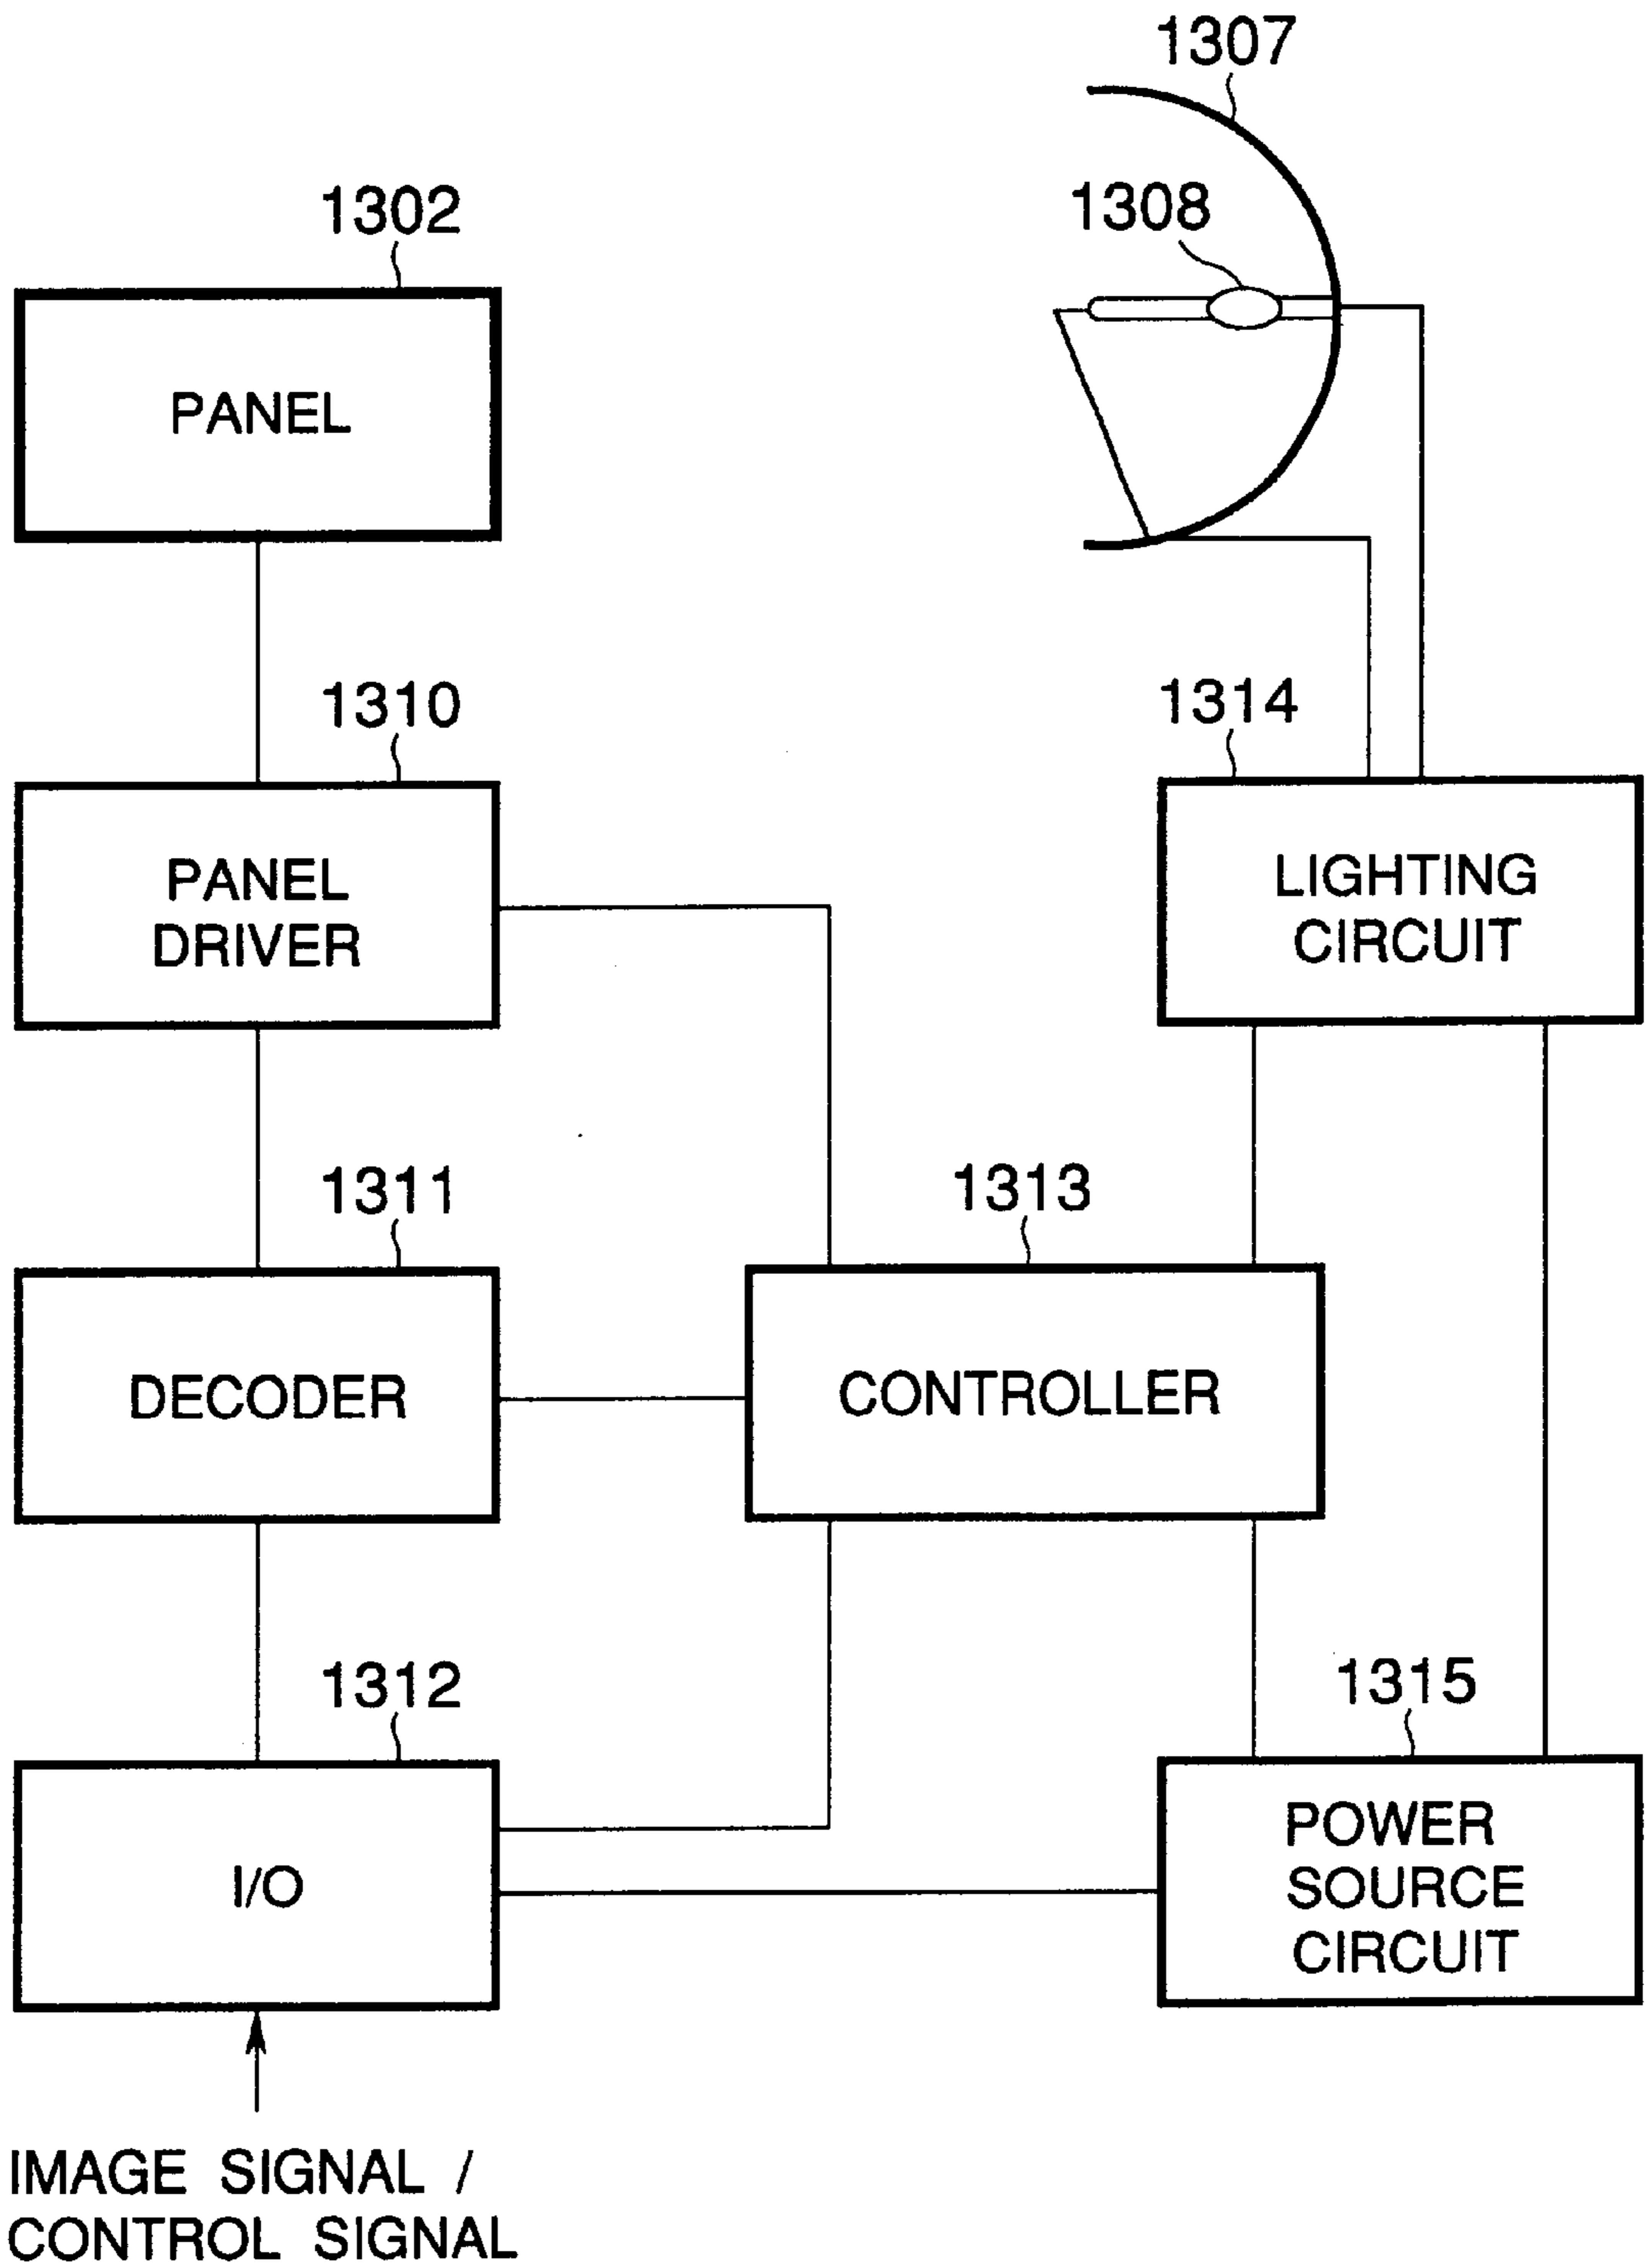 1307
1308
1302
PANEL
1310
1314
PANEL
DRIVER
LIGHTING
CIRCUIT
1311
1313
DECODER
CONTROLLER
1312
1315
I/O
POWER
SOURCE
CIRCUIT
IMAGE SIGNAL /
CONTROL SIGNAL